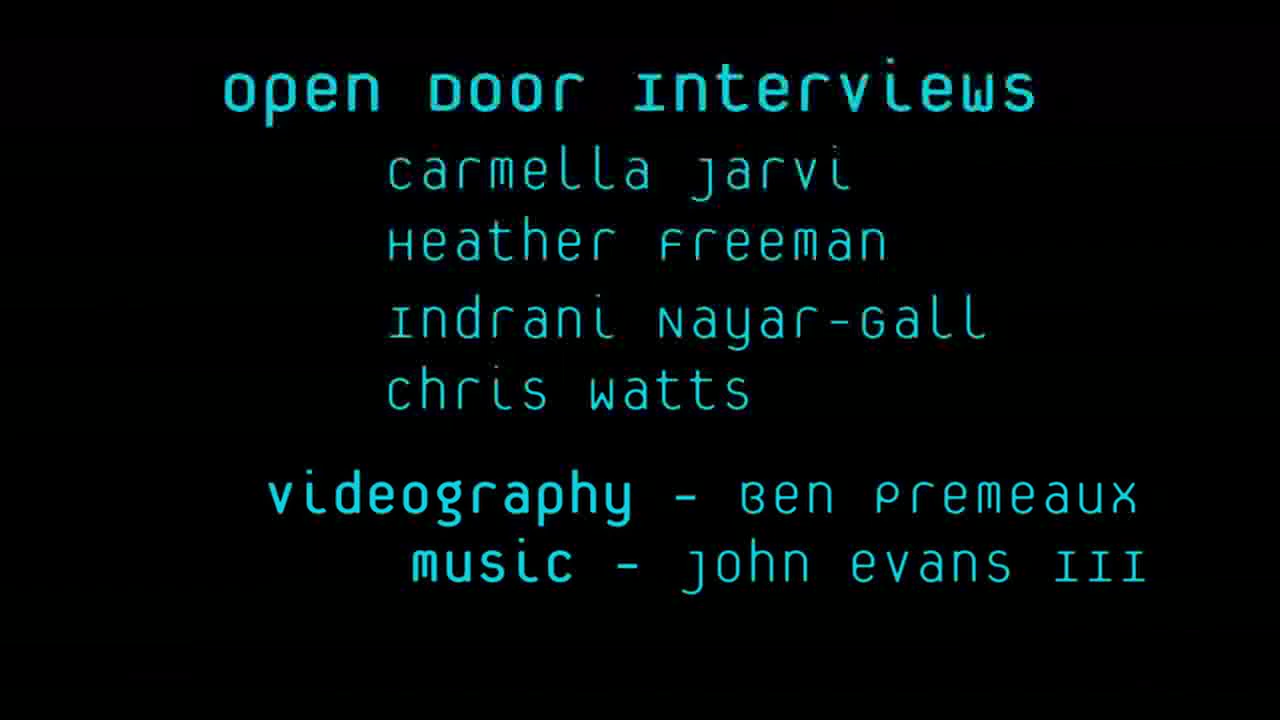 open Door Interviews
carmella jarvi
Heather Freeman
Indrani Nayar-Gall
chris watts
videography - Ben Premeaux
music - john evans III